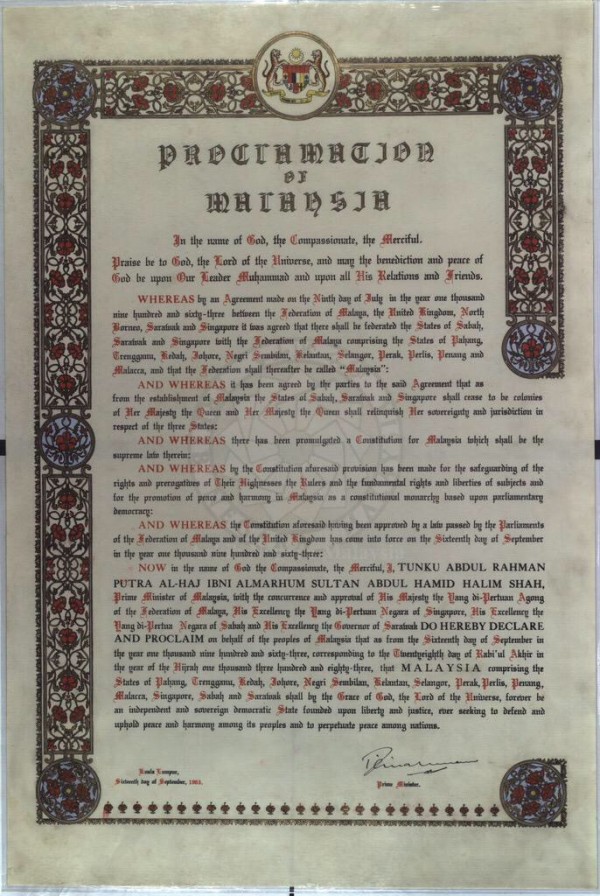 PROCLAMATION
OF
MALAYSIA
In the name of God, the Compassionate, the Merciful.
Praise be to God, the Lord of the Universe, and may the benediction and peace of
God be upon Our Leader Muhammad and upon all His Relations and Friends.
WHEREAS by an Agreement made on the Ninth day of July in the year one thousand
nine hundred and sixty-three between the Federation of Malaya, the United Kingdom, North
Borneo, Sarawak and Singapore it was agreed that there shall be federated the States of Sabah,
Sarawak and Singapore with the Federation of Malaya comprising the States of Pahang,
Trengganu, Kedah, Johore, Negri Sembilan, Kelantan, Selangor, Perak, Perlis, Penang and
Malacca, and that the Federation shall thereafter be called "Malaysia":
AND WHEREAS it has been agreed by the parties to the said Agreement that as
from the establishment of Malaysia the States of Sabah, Sarawak and Singapore shall cease to be colonies
of Her Majesty the Queen and Her Majesty the Queen shall relinquish Her sovereignty and jurisdiction in
respect of the three States:
AND WHEREAS there has been promulgated a Constitution for Malaysia which shall be the
supreme law therein:
AND WHEREAS by the Constitution aforesaid provision has been made for the safeguarding of the
rights and prerogatives of Their Highnesses the Rulers and the fundamental rights and liberties of subjects and
for the promotion of peace and harmony in Malaysia as a constitutional monarchy based upon parliamentary
democracy:
AND WHEREAS the Constitution aforesaid having been approved by a law passed by the Parliaments
of the Federation of Malaya and of the United Kingdom has come into force on the Sixteenth day of September
in the year one thousand nine hundred and sixty-three:
NOW in the name of God the Compassionate, the Merciful, I, TUNKU ABDUL RAHMAN
PUTRA AL-HAJ IBNI ALMARHUM SULTAN ABDUL HAMID HALIM SHAH,
Prime Minister of Malaysia, with the concurrence and approval of His Majesty the Yang di-Pertuan Agong
of the Federation of Malaya, His Excellency the Yang di-Pertuan Negara of Singapore, His Excellency the
Yang di-Pertua Negara of Sabah and His Excellency the Governor of Sarawak DO HEREBY DECLARE
AND PROCLAIM on behalf of the peoples of Malaysia that as from the Sixteenth day of September in
the year one thousand nine hundred and sixty-three, corresponding to the Twentyeighth day of Rabi'ul Akhir in
the year of the Hijrah one thousand three hundred and eighty-three, that MALAYSIA comprising the
States of Pahang, Trengganu, Kedah, Johore, Negri Sembilan, Kelantan, Selangor, Perak, Perlis, Penang,
Malacca, Singapore, Sabah and Sarawak shall by the Grace of God, the Lord of the Universe, forever be
an independent and sovereign democratic State founded upon liberty and justice, ever seeking to defend and
uphold peace and harmony among its peoples and to perpetuate peace among nations.
Kuala Lumpur,
Sixteenth day of September, 1963.
Prime Minister.